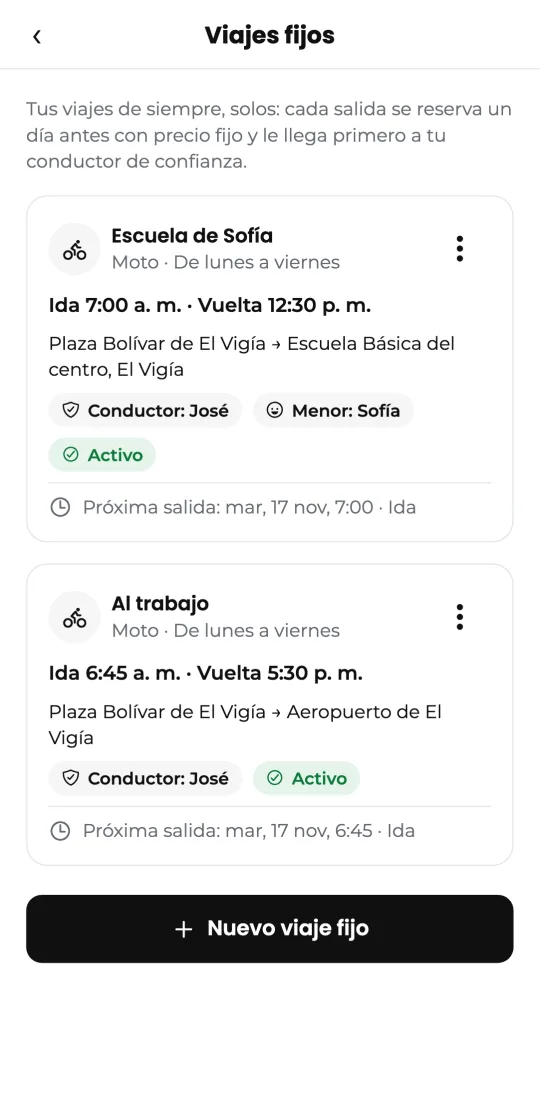 Viajes fijos
Tus viajes de siempre, solos: cada salida se reserva un
día antes con precio fijo y le llega primero a tu
conductor de confianza.
Escuela de Sofía
Moto · De lunes a viernes
Ida 7:00 a. m. · Vuelta 12:30 p. m.
Plaza Bolívar de El Vigía → Escuela Básica del
centro, El Vigía
Conductor: José
Menor: Sofía
Activo
Próxima salida: mar, 17 nov, 7:00 · Ida
Al trabajo
Moto · De lunes a viernes
Ida 6:45 a. m. · Vuelta 5:30 p. m.
Plaza Bolívar de El Vigía → Aeropuerto de El
Vigía
Conductor: José
Activo
Próxima salida: mar, 17 nov, 6:45 · Ida
+ Nuevo viaje fijo